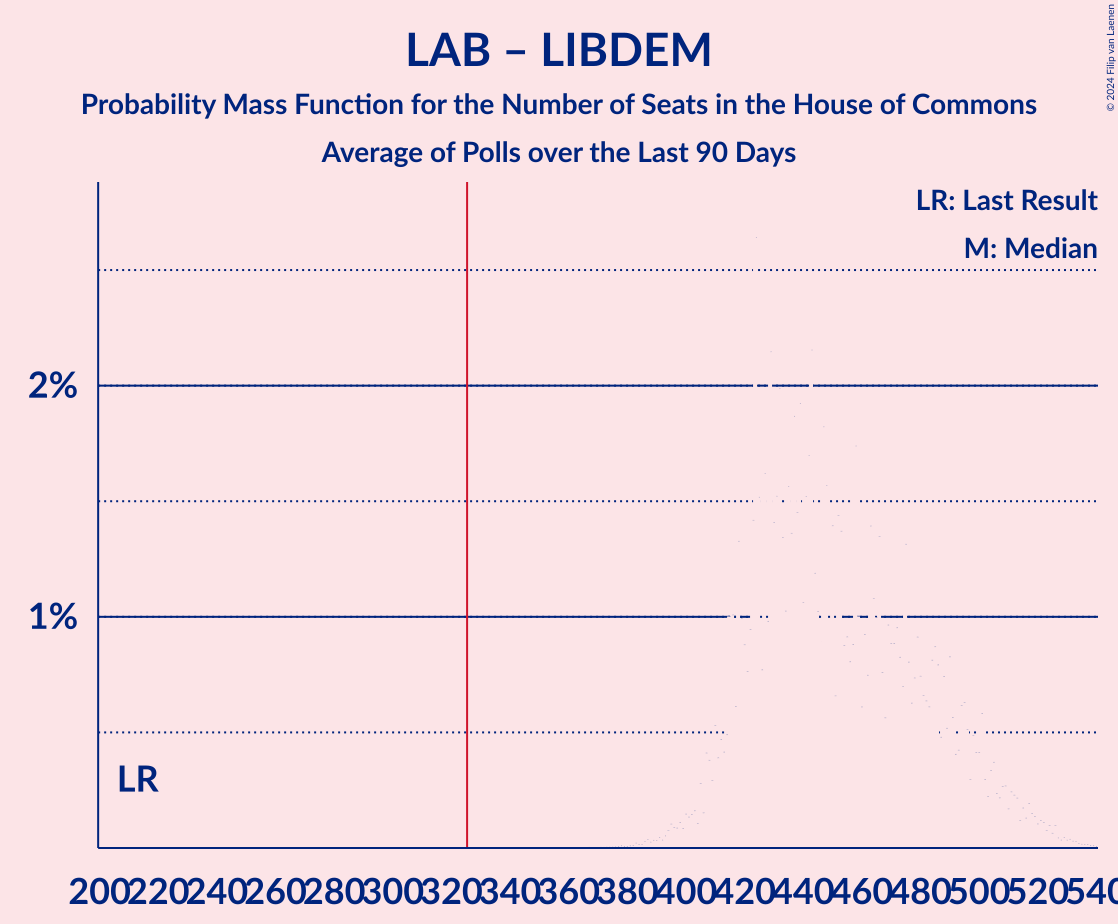 LAB – LIBDEM
Probability Mass Function for the Number of Seats in the House of Commons
Average of Polls over the Last 90 Days
© 2024 Filip van Laenen
LR: Last Result
M: Median
2%
1%
LR
200 220 240 260 280 300 320 340 360 380 400 420 440 460 480 500 520 540